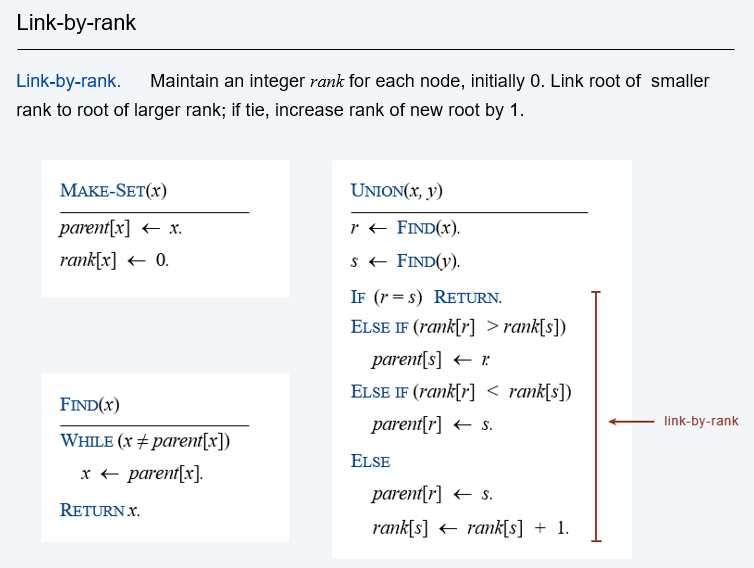 Link-by-rank
Link-by-rank. Maintain an integer rank for each node, initially 0. Link root of smaller
rank to root of larger rank; if tie, increase rank of new root by 1.
MAKE-SET(x)
parent[x] ← x.
rank[x] ← 0.
FIND(x)
WHILE (x ≠ parent[x])
x ← parent[x].
RETURN x.
UNION(x, y)
r ← FIND(x).
s ← FIND(y).
IF (r = s) RETURN.
ELSE IF (rank[r] > rank[s])
parent[s] ← r.
ELSE IF (rank[r] < rank[s])
parent[r] ← s.
ELSE
parent[r] ← s.
rank[s] ← rank[s] + 1.
link-by-rank